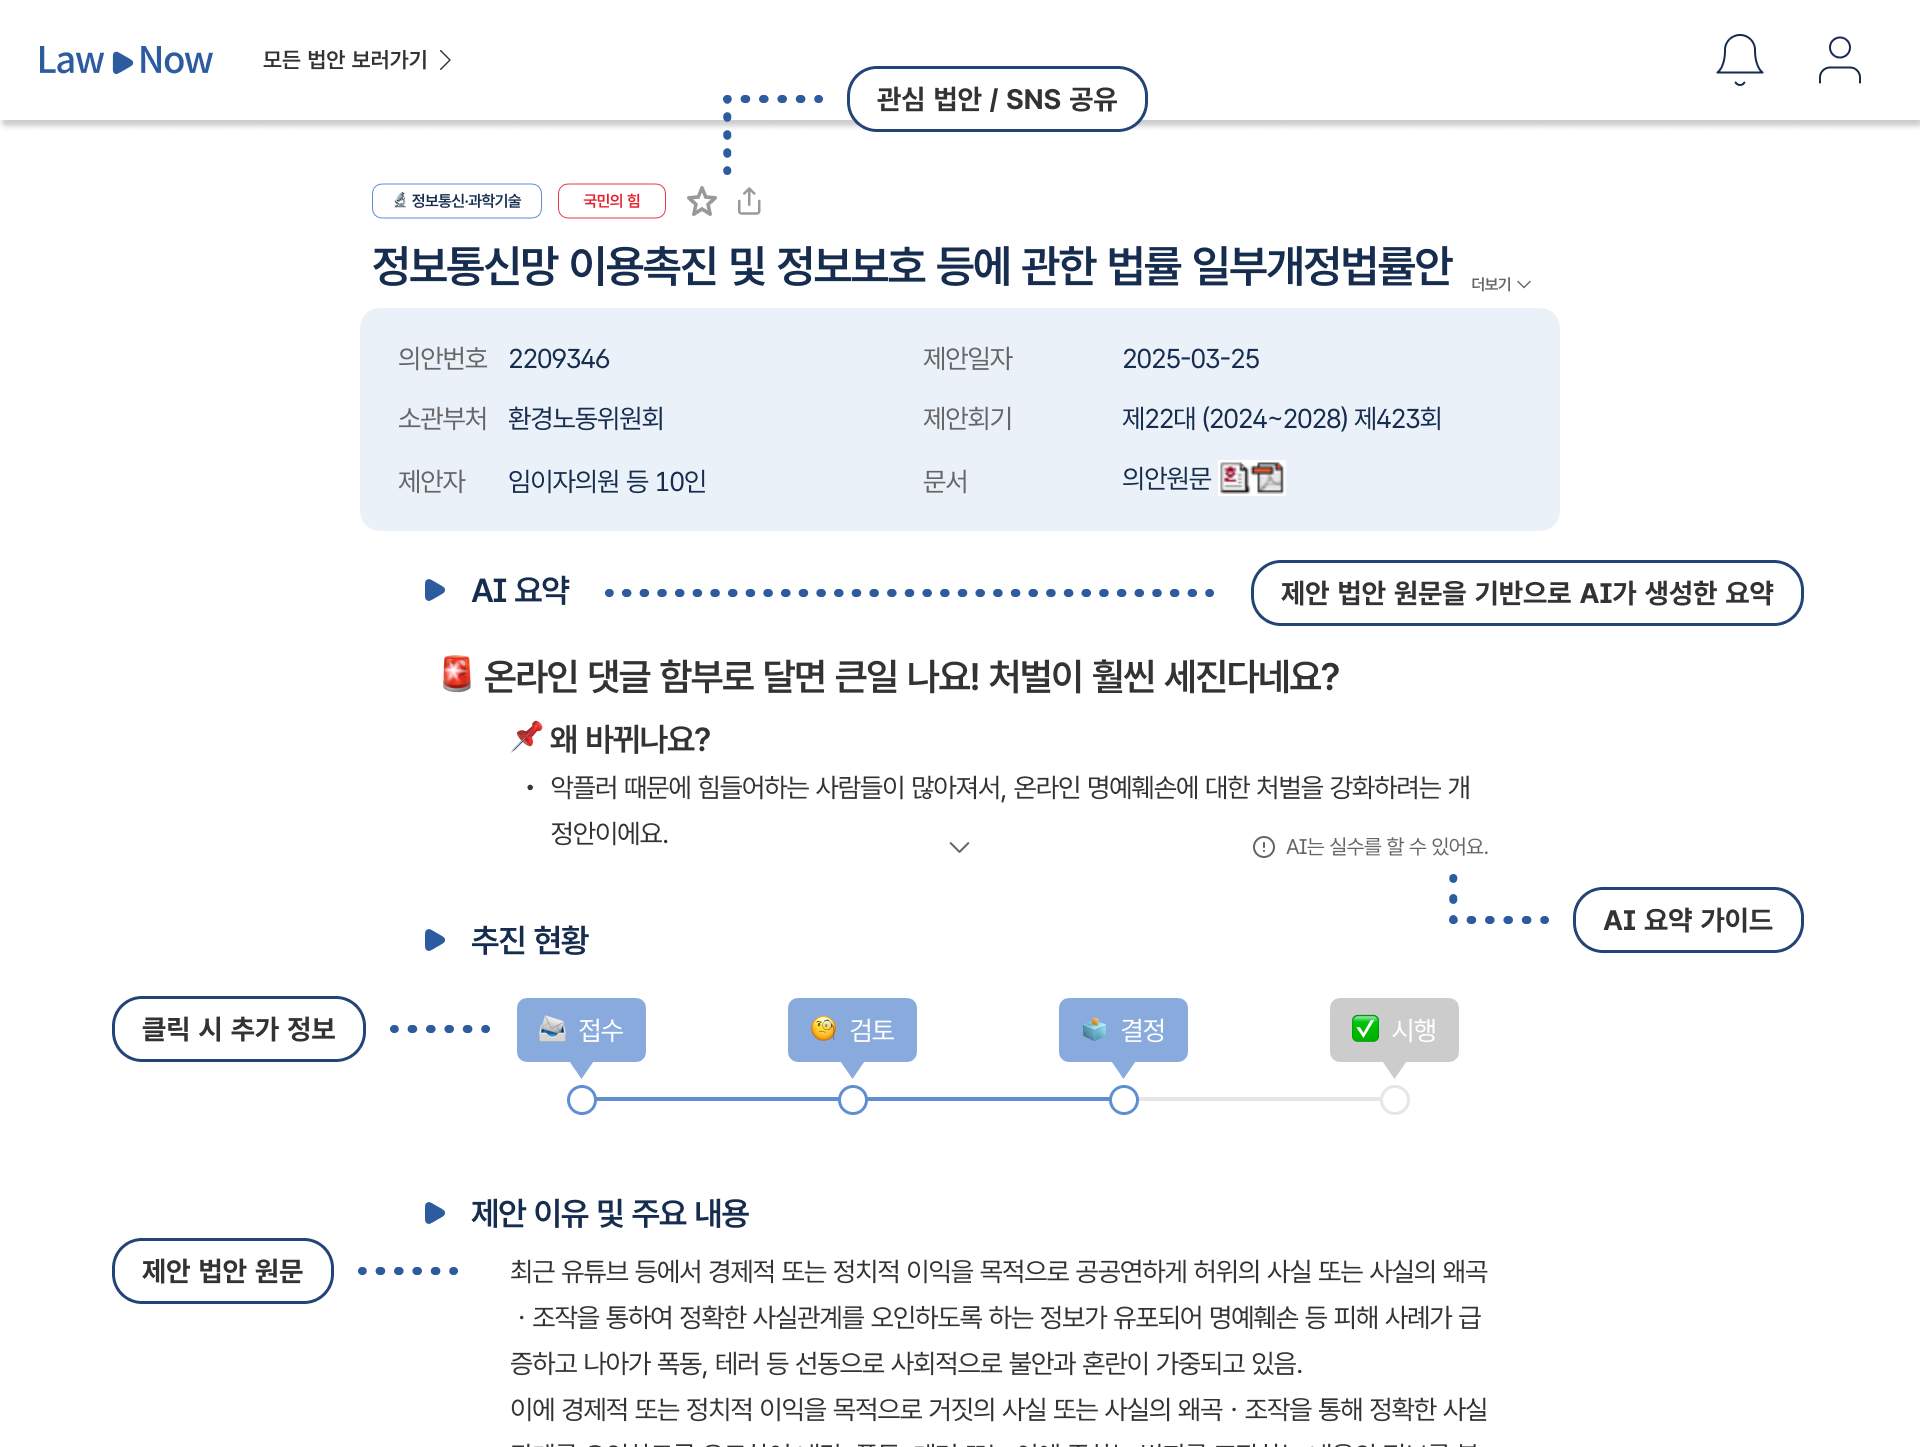 Law Now
모든 법안 보러가기
관심 법안 / SNS 공유
정보통신·과학기술
국민의 힘
정보통신망 이용촉진 및 정보보호 등에 관한 법률 일부개정법률안
더보기
의안번호 2209346
제안일자 2025-03-25
소관부처 환경노동위원회
제안회기 제22대 (2024~2028) 제423회
제안자 임이자의원 등 10인
문서 의안원문
AI 요약
제안 법안 원문을 기반으로 AI가 생성한 요약
온라인 댓글 함부로 달면 큰일 나요! 처벌이 훨씬 세진다네요?
왜 바뀌나요?
• 악플러 때문에 힘들어하는 사람들이 많아져서, 온라인 명예훼손에 대한 처벌을 강화하려는 개
정안이에요.
AI는 실수를 할 수 있어요.
AI 요약 가이드
추진 현황
클릭 시 추가 정보
접수
검토
결정
시행
제안 이유 및 주요 내용
제안 법안 원문
최근 유튜브 등에서 경제적 또는 정치적 이익을 목적으로 공공연하게 허위의 사실 또는 사실의 왜곡
· 조작을 통하여 정확한 사실관계를 오인하도록 하는 정보가 유포되어 명예훼손 등 피해 사례가 급
증하고 나아가 폭동, 테러 등 선동으로 사회적으로 불안과 혼란이 가중되고 있음.
이에 경제적 또는 정치적 이익을 목적으로 거짓의 사실 또는 사실의 왜곡 · 조작을 통해 정확한 사실